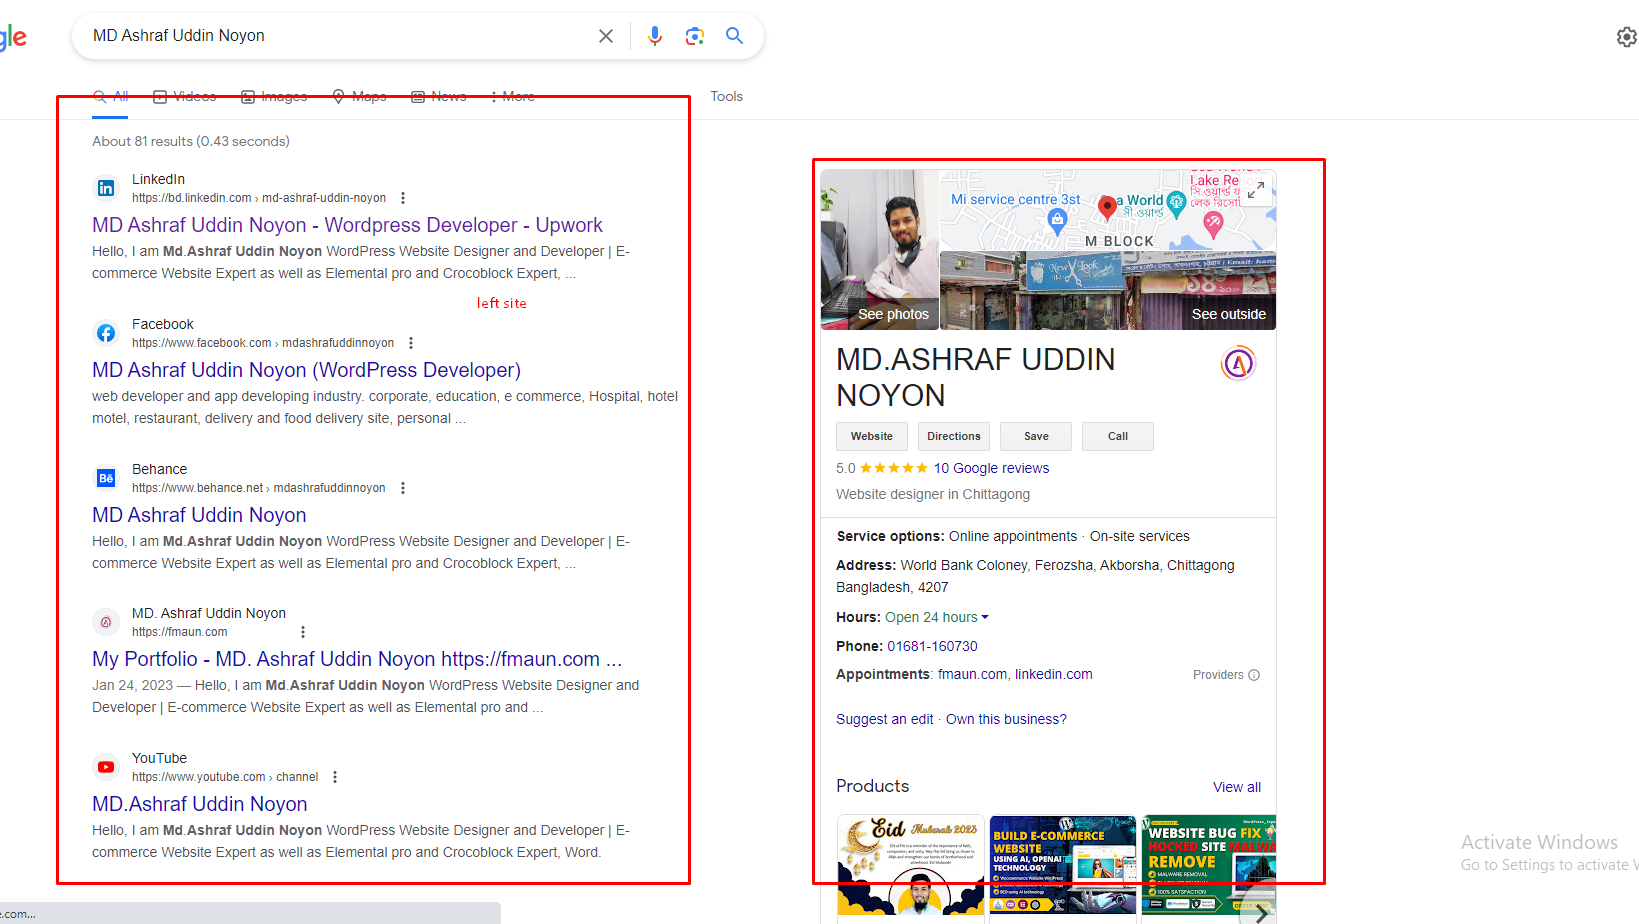 gle
MD Ashraf Uddin Noyon
All Videos Images Maps News More Tools
About 81 results (0.43 seconds)
LinkedIn
https://bd.linkedin.com › md-ashraf-uddin-noyon
MD Ashraf Uddin Noyon - Wordpress Developer - Upwork
Hello, I am Md.Ashraf Uddin Noyon WordPress Website Designer and Developer | E-
commerce Website Expert as well as Elemental pro and Crocoblock Expert, ...
left site
Facebook
https://www.facebook.com › mdashrafuddinnoyon
MD Ashraf Uddin Noyon (WordPress Developer)
web developer and app developing industry. corporate, education, e commerce, Hospital, hotel
motel, restaurant, delivery and food delivery site, personal ...
Behance
https://www.behance.net › mdashrafuddinnoyon
MD Ashraf Uddin Noyon
Hello, I am Md.Ashraf Uddin Noyon WordPress Website Designer and Developer | E-
commerce Website Expert as well as Elemental pro and Crocoblock Expert, ...
MD. Ashraf Uddin Noyon
https://fmaun.com
My Portfolio - MD. Ashraf Uddin Noyon https://fmaun.com ...
Jan 24, 2023 — Hello, I am Md.Ashraf Uddin Noyon WordPress Website Designer and
Developer | E-commerce Website Expert as well as Elemental pro and ...
YouTube
https://www.youtube.com › channel
MD.Ashraf Uddin Noyon
Hello, I am Md.Ashraf Uddin Noyon WordPress Website Designer and Developer | E-
commerce Website Expert as well as Elemental pro and Crocoblock Expert, Word.
e.com...
Lake Re
Mi service centre 3st
a World
সী ওয়ার্ল্ড
M BLOCK
New Look
See photos
See outside
MD.ASHRAF UDDIN
NOYON
Website Directions Save Call
5.0 10 Google reviews
Website designer in Chittagong
Service options: Online appointments · On-site services
Address: World Bank Coloney, Ferozsha, Akborsha, Chittagong
Bangladesh, 4207
Hours: Open 24 hours
Phone: 01681-160730
Appointments: fmaun.com, linkedin.com
Providers
Suggest an edit · Own this business?
Products
View all
Eid Mubarak 2023
BUILD E-COMMERCE
WEBSITE
USING AI, OPENAI
TECHNOLOGY
WEBSITE BUG FIX
HOCKED SITE MALWA
REMOVE
MALWARE REMOVAL
100% SATISFACTION
Activate Windows
Go to Settings to activate W